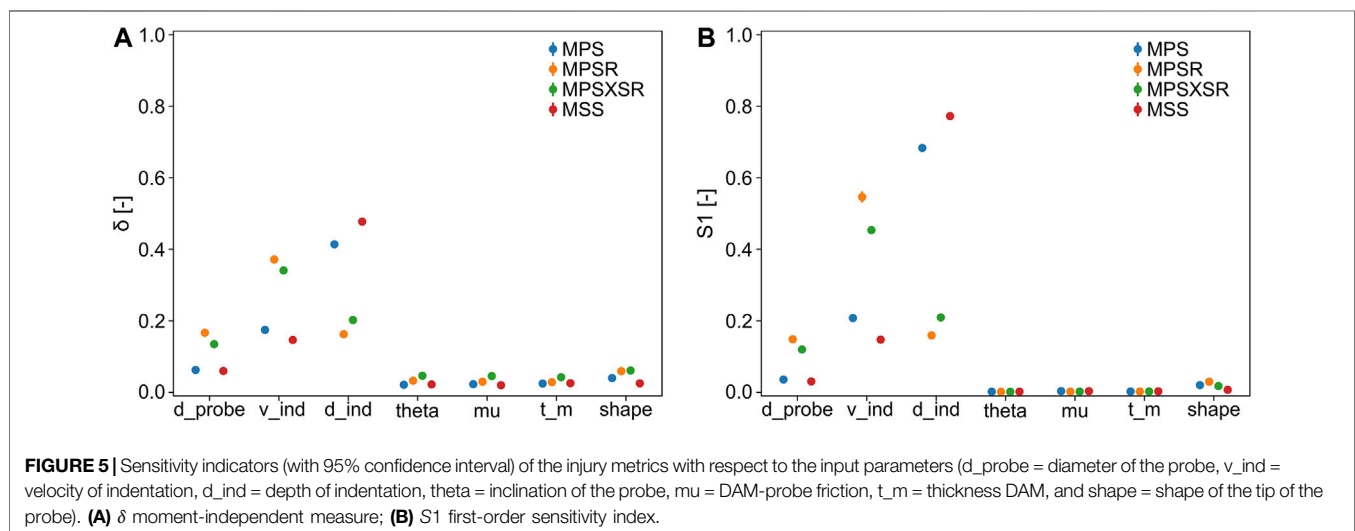 A
1.0
0.8
0.6
0.4
0.2
0.0
δ [-]
MPS
MPSR
MPSXSR
MSS
d_probe v_ind d_ind theta mu t_m shape
B
1.0
0.8
0.6
0.4
0.2
0.0
S1 [-]
MPS
MPSR
MPSXSR
MSS
d_probe v_ind d_ind theta mu t_m shape
FIGURE 5 | Sensitivity indicators (with 95% confidence interval) of the injury metrics with respect to the input parameters (d_probe = diameter of the probe, v_ind =
velocity of indentation, d_ind = depth of indentation, theta = inclination of the probe, mu = DAM-probe friction, t_m = thickness DAM, and shape = shape of the tip of the
probe). (A) δ moment-independent measure; (B) S1 first-order sensitivity index.